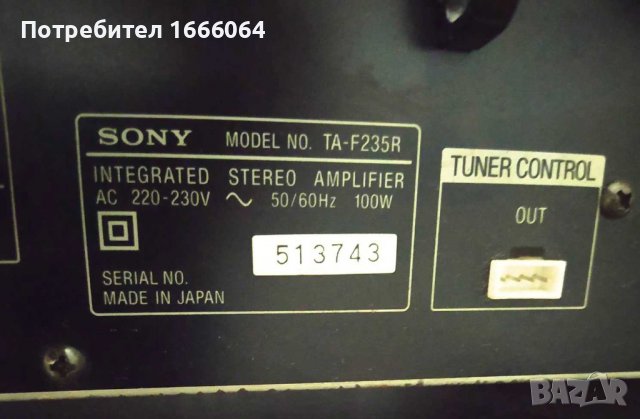 Потребител 1666064
SONY MODEL NO. TA-F235R
INTEGRATED STEREO AMPLIFIER
AC 220-230V ~ 50/60Hz 100W
513743
SERIAL NO.
MADE IN JAPAN
TUNER CONTROL
OUT
BAZAR